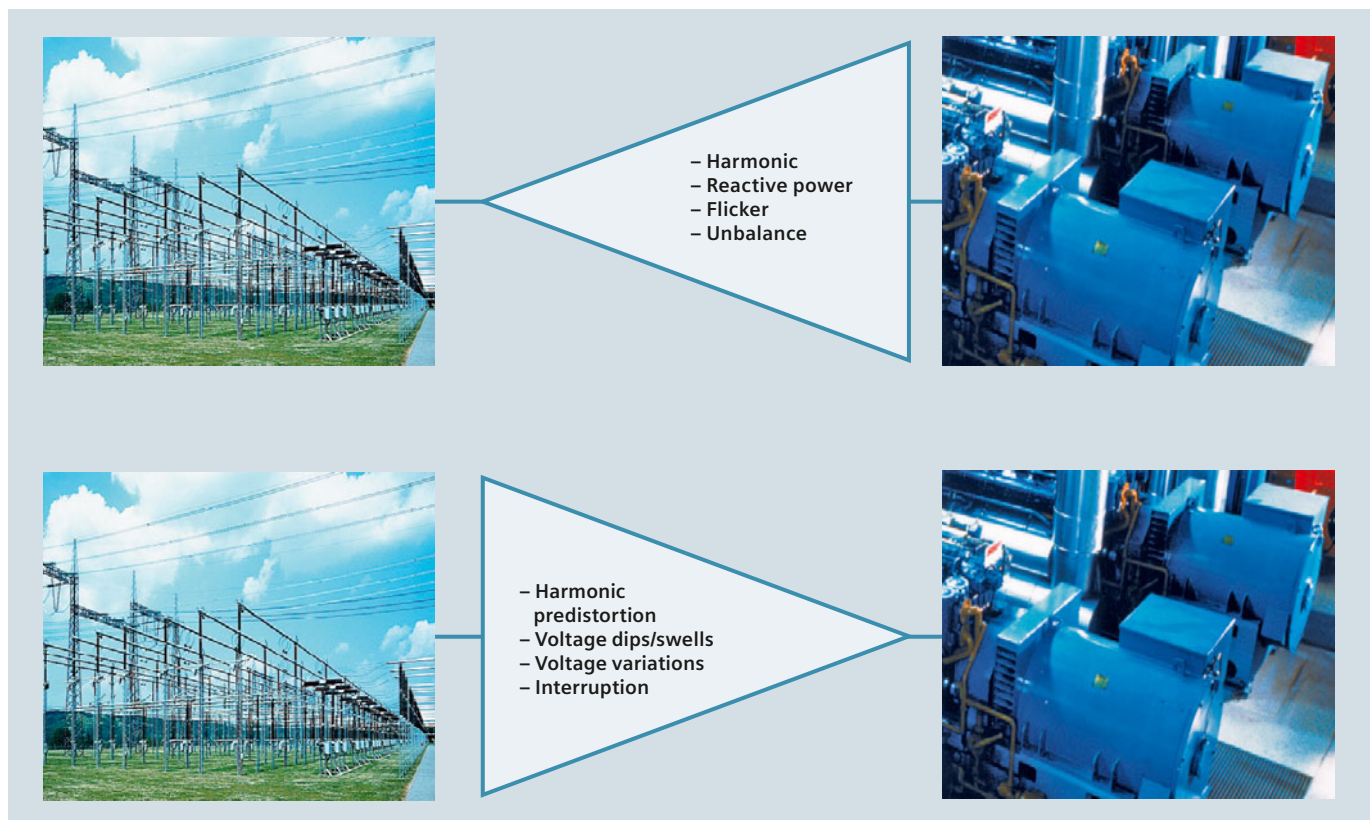 – Harmonic
– Reactive power
– Flicker
– Unbalance
– Harmonic
predistortion
– Voltage dips/swells
– Voltage variations
– Interruption